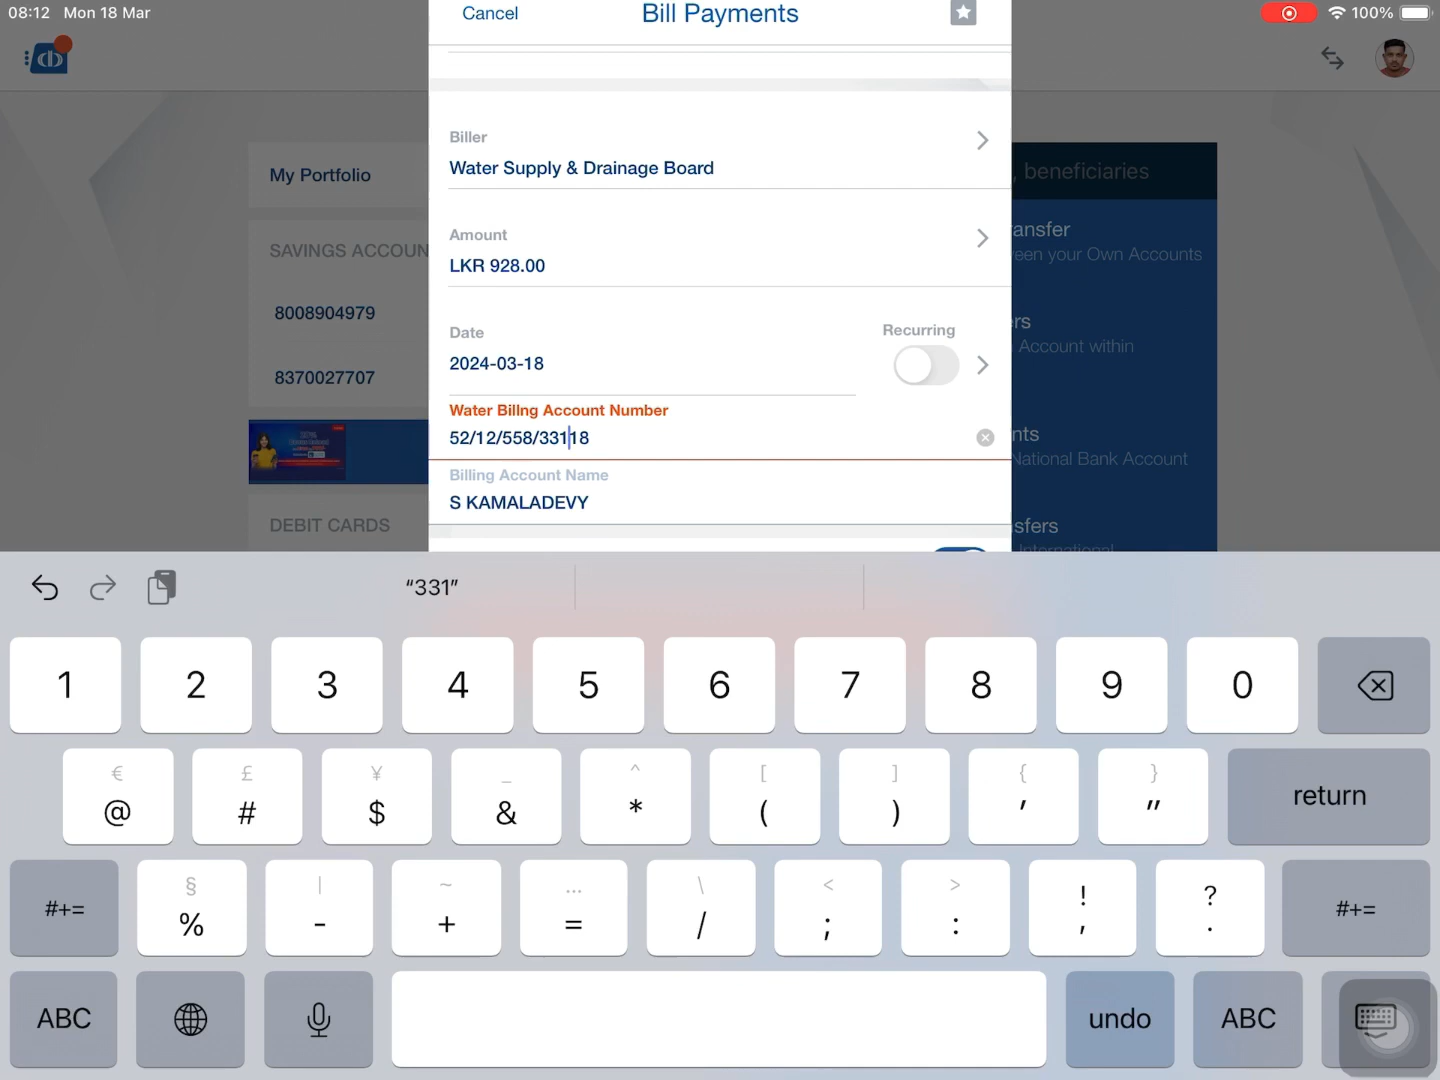 08:12 Mon 18 Mar
100%
Cancel
Bill Payments
My Portfolio
SAVINGS ACCOUN
8008904979
8370027707
DEBIT CARDS
Biller
Water Supply & Drainage Board
Amount
LKR 928.00
Date
2024-03-18
Recurring
Water Billng Account Number
52/12/558/33118
Billing Account Name
S KAMALADEVY
, beneficiaries
ansfer
een your Own Accounts
rs
Account within
nts
National Bank Account
sfers
International
“331”
1 2 3 4 5 6 7 8 9 0
€ £ ¥ _ ^ [ ] { }
@ # $ & * ( ) ' " return
§ | ~ … \ < > ! ?
#+= % - + = / ; : , . #+=
ABC undo ABC